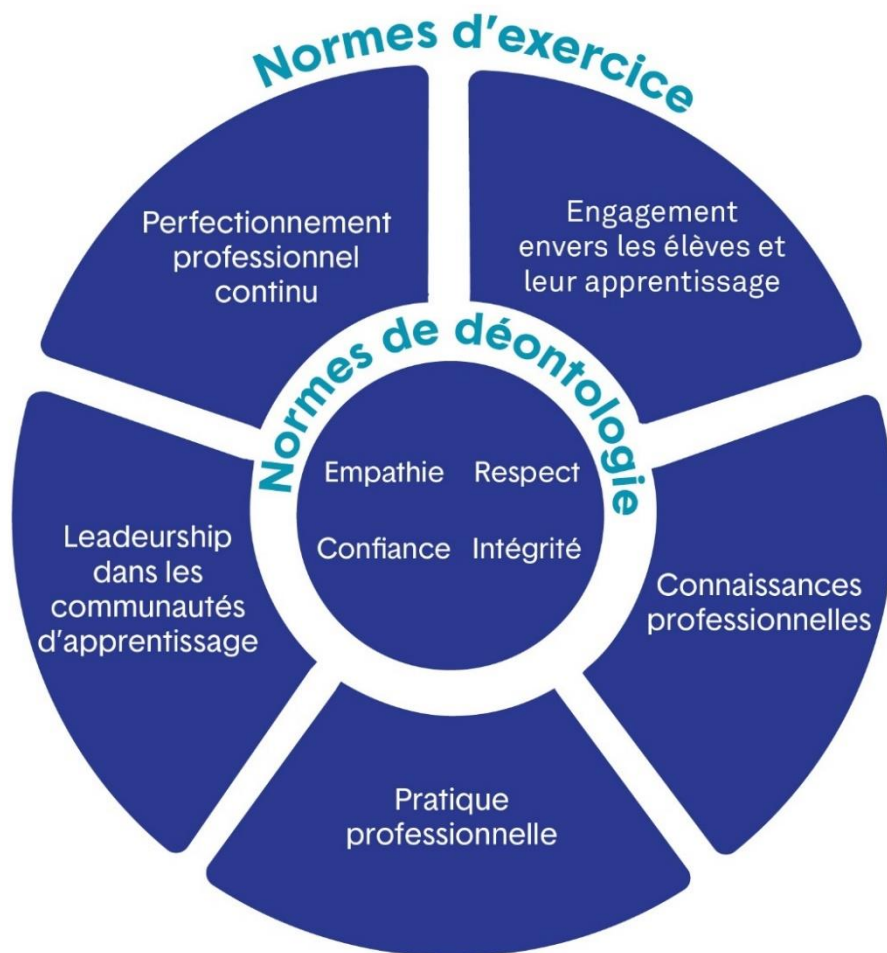 Normes d'exercice
Perfectionnement
professionnel
continu
Engagement
envers les élèves et
leur apprentissage
Normes de déontologie
Empathie Respect
Confiance Intégrité
Leadeurship
dans les
communautés
d'apprentissage
Connaissances
professionnelles
Pratique
professionnelle